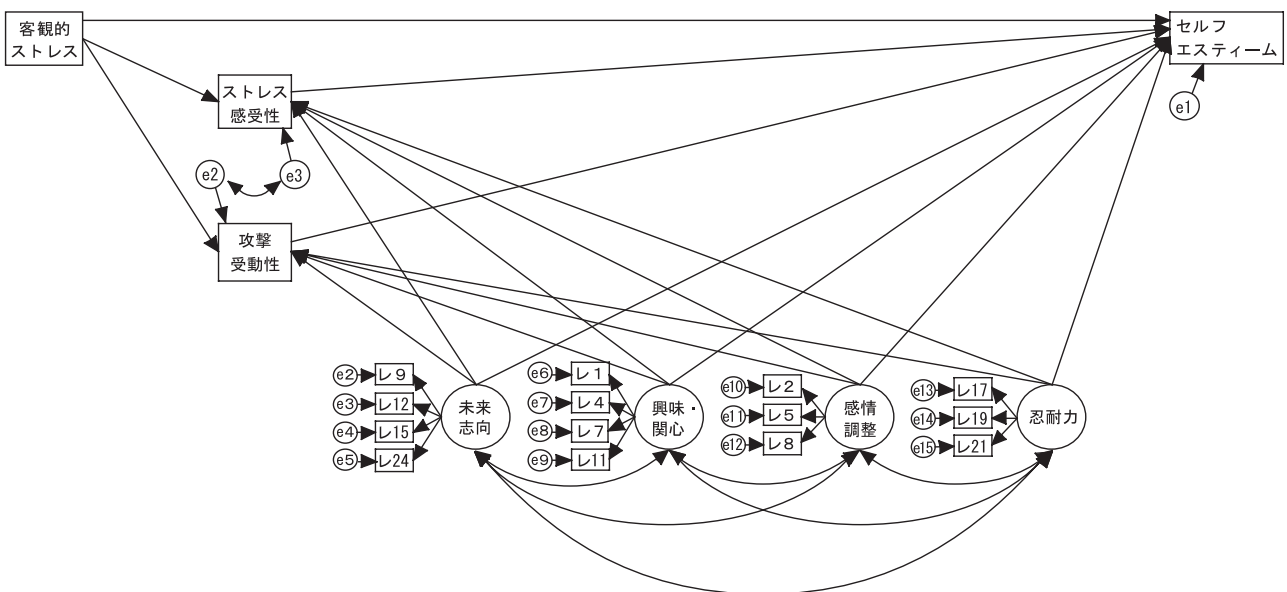 客観的
ストレス
セルフ
エスティーム
ストレス
感受性
e1
e2
e3
攻撃
受動性
e2
レ9
e3
レ12
e4
レ15
e5
レ24
未来
志向
e6
レ1
e7
レ4
e8
レ7
e9
レ11
興味・
関心
e10
レ2
e11
レ5
e12
レ8
感情
調整
e13
レ17
e14
レ19
e15
レ21
忍耐力